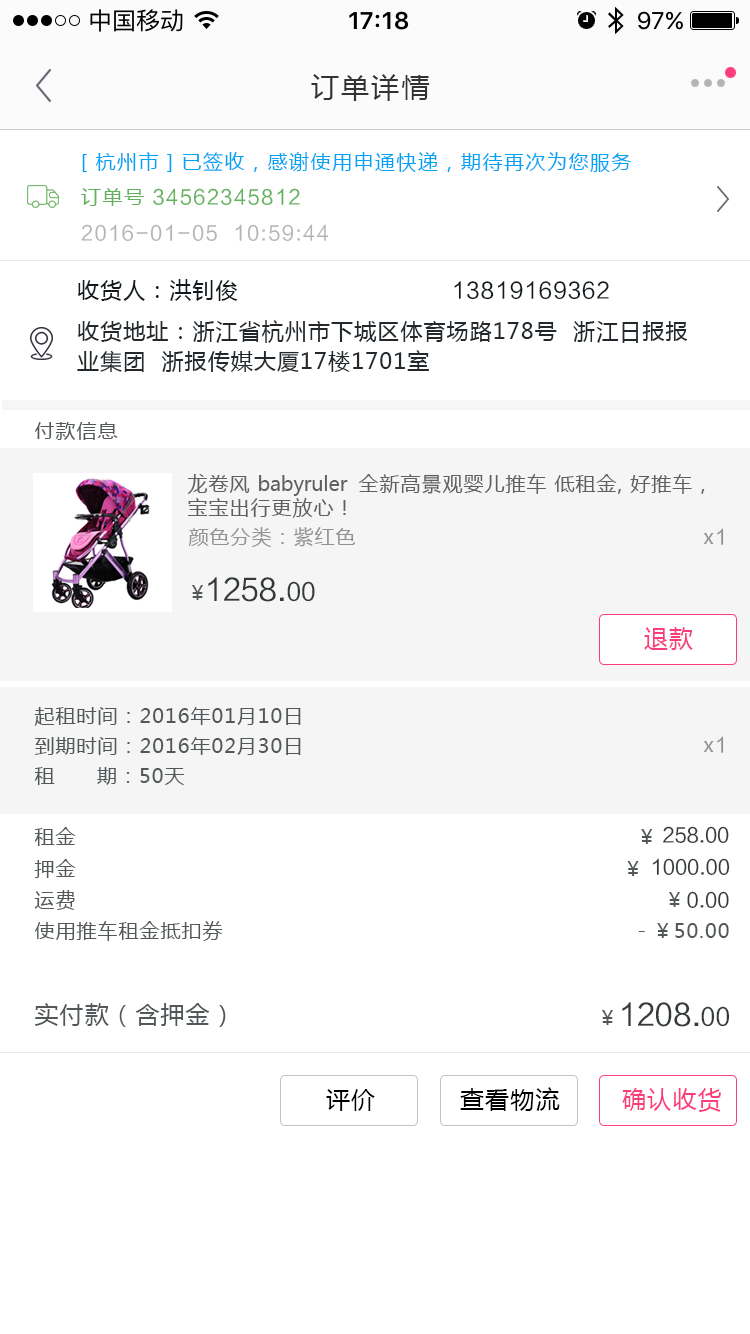 中国移动 17:18 97%
订单详情
[ 杭州市 ] 已签收，感谢使用申通快递，期待再次为您服务
订单号 34562345812
2016-01-05 10:59:44
收货人：洪钊俊 13819169362
收货地址：浙江省杭州市下城区体育场路178号 浙江日报报
业集团 浙报传媒大厦17楼1701室
付款信息
龙卷风 babyruler 全新高景观婴儿推车 低租金, 好推车，
宝宝出行更放心！
颜色分类：紫红色 x1
¥1258.00
退款
起租时间：2016年01月10日
到期时间：2016年02月30日 x1
租 期：50天
租金 ¥ 258.00
押金 ¥ 1000.00
运费 ¥ 0.00
使用推车租金抵扣券 - ¥ 50.00
实付款（含押金） ¥ 1208.00
评价 查看物流 确认收货